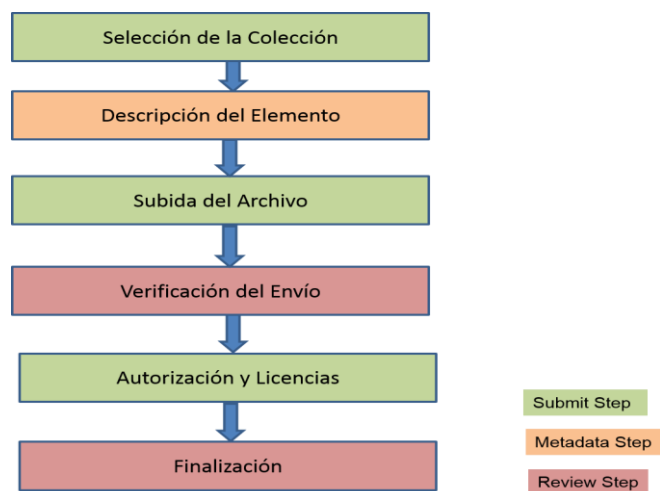 Selección de la Colección
Descripción del Elemento
Subida del Archivo
Verificación del Envío
Autorización y Licencias
Finalización
Submit Step
Metadata Step
Review Step